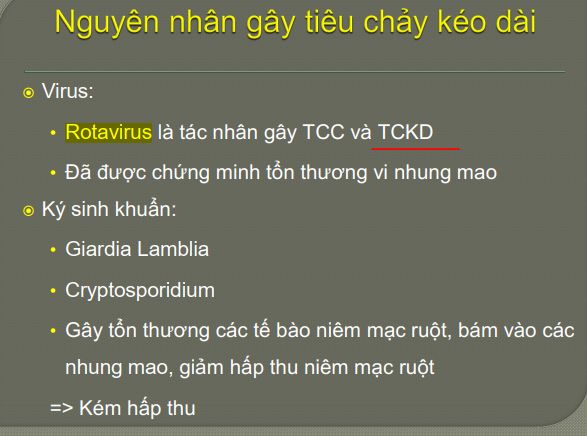 Nguyên nhân gây tiêu chảy kéo dài
Virus:
Rotavirus là tác nhân gây TCC và TCKD
Đã được chứng minh tổn thương vi nhung mao
Ký sinh khuẩn:
Giardia Lamblia
Cryptosporidium
Gây tổn thương các tế bào niêm mạc ruột, bám vào các
nhung mao, giảm hấp thu niêm mạc ruột
=> Kém hấp thu